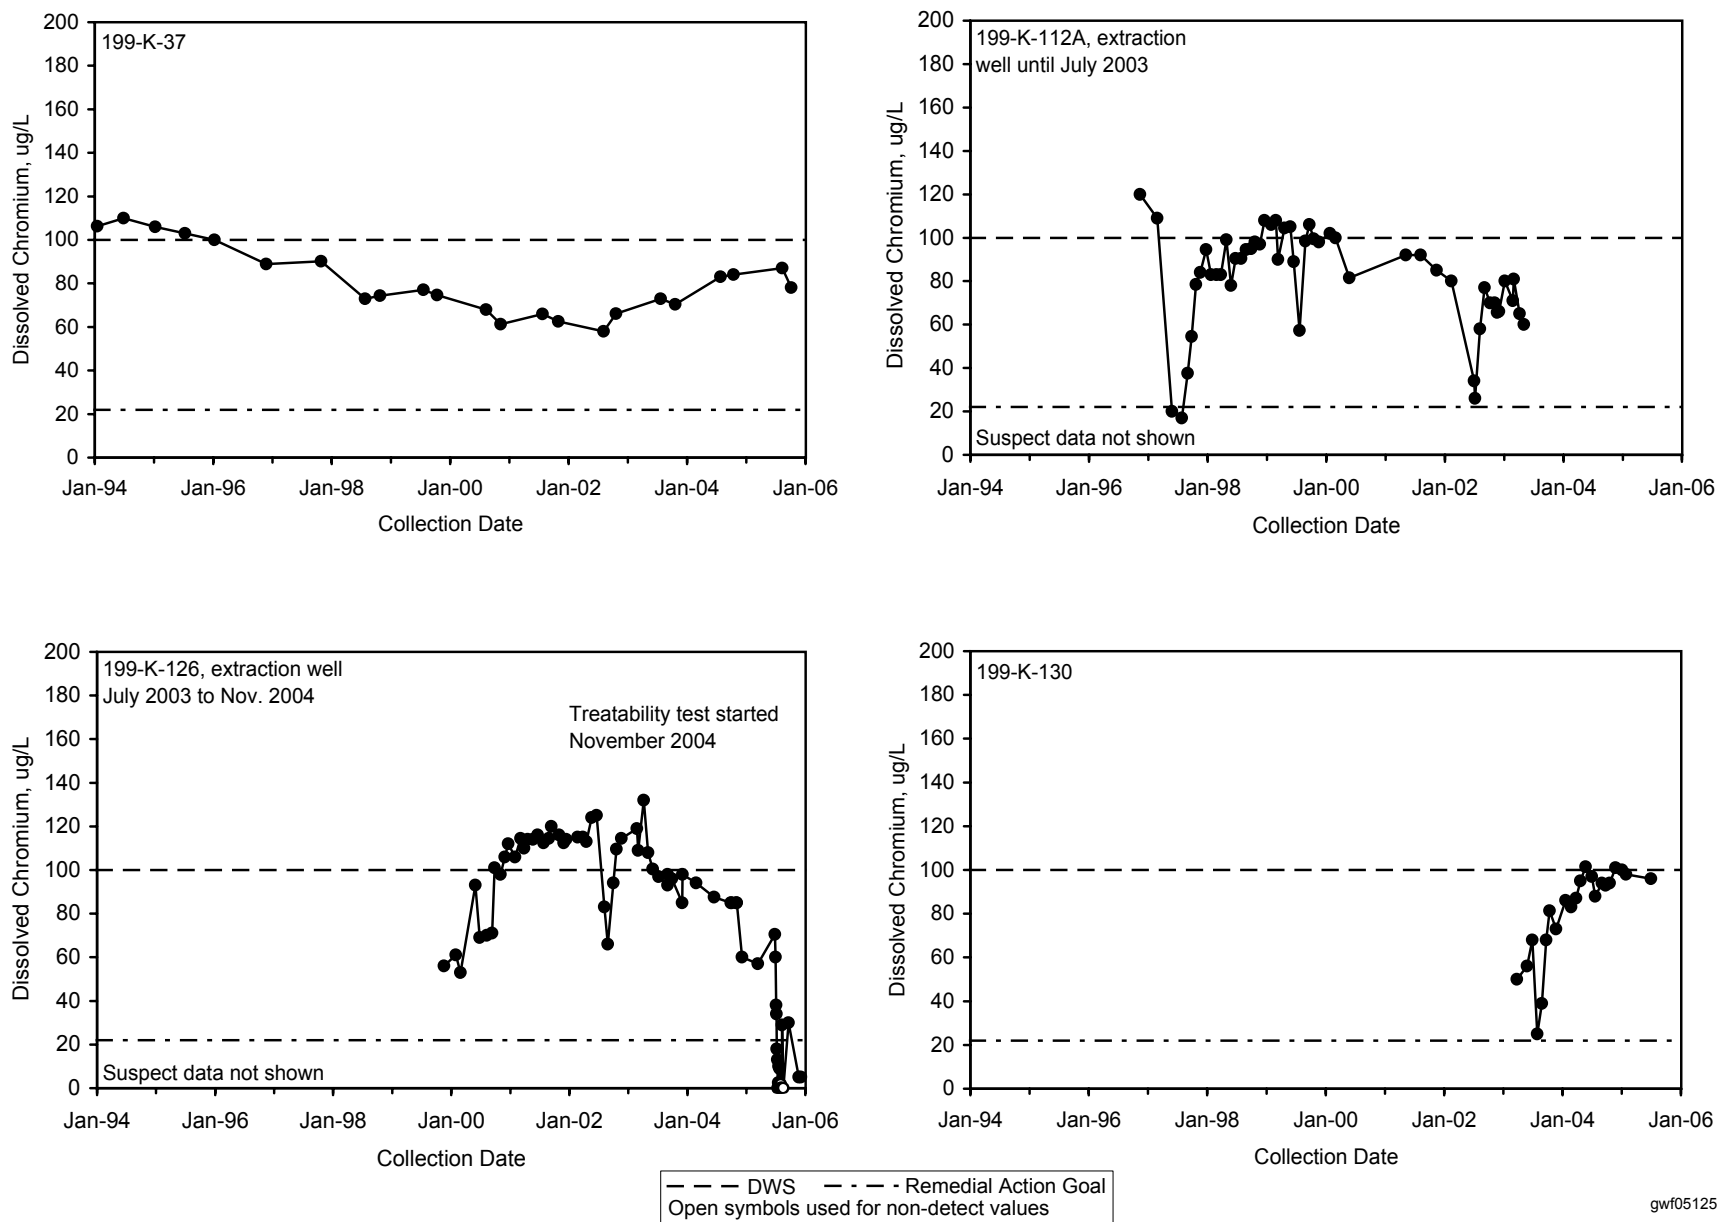 199-K-37
200
180
160
140
120
100
80
60
40
20
0
Dissolved Chromium, ug/L
Jan-94 Jan-96 Jan-98 Jan-00 Jan-02 Jan-04 Jan-06
Collection Date
199-K-112A, extraction
well until July 2003
200
180
160
140
120
100
80
60
40
20
0
Dissolved Chromium, ug/L
Suspect data not shown
Jan-94 Jan-96 Jan-98 Jan-00 Jan-02 Jan-04 Jan-06
Collection Date
199-K-126, extraction well
July 2003 to Nov. 2004
Treatability test started
November 2004
200
180
160
140
120
100
80
60
40
20
0
Dissolved Chromium, ug/L
Suspect data not shown
Jan-94 Jan-96 Jan-98 Jan-00 Jan-02 Jan-04 Jan-06
Collection Date
199-K-130
200
180
160
140
120
100
80
60
40
20
0
Dissolved Chromium, ug/L
Jan-94 Jan-96 Jan-98 Jan-00 Jan-02 Jan-04 Jan-06
Collection Date
DWS Remedial Action Goal
Open symbols used for non-detect values
gwf05125